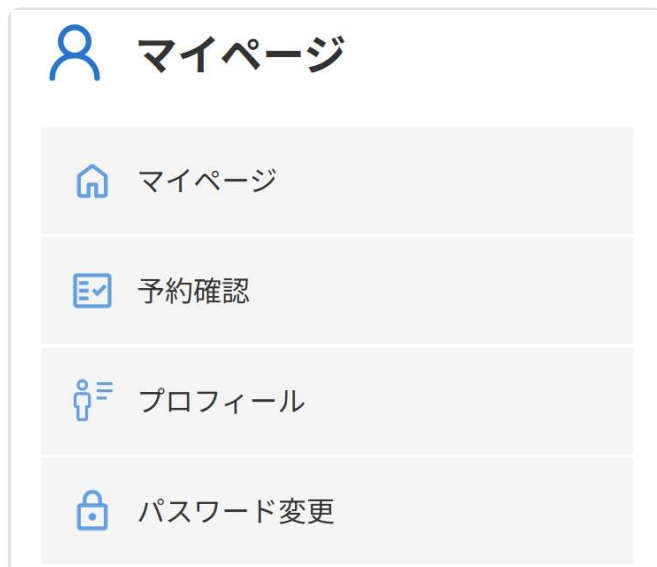 マイページ
マイページ
予約確認
プロフィール
パスワード変更